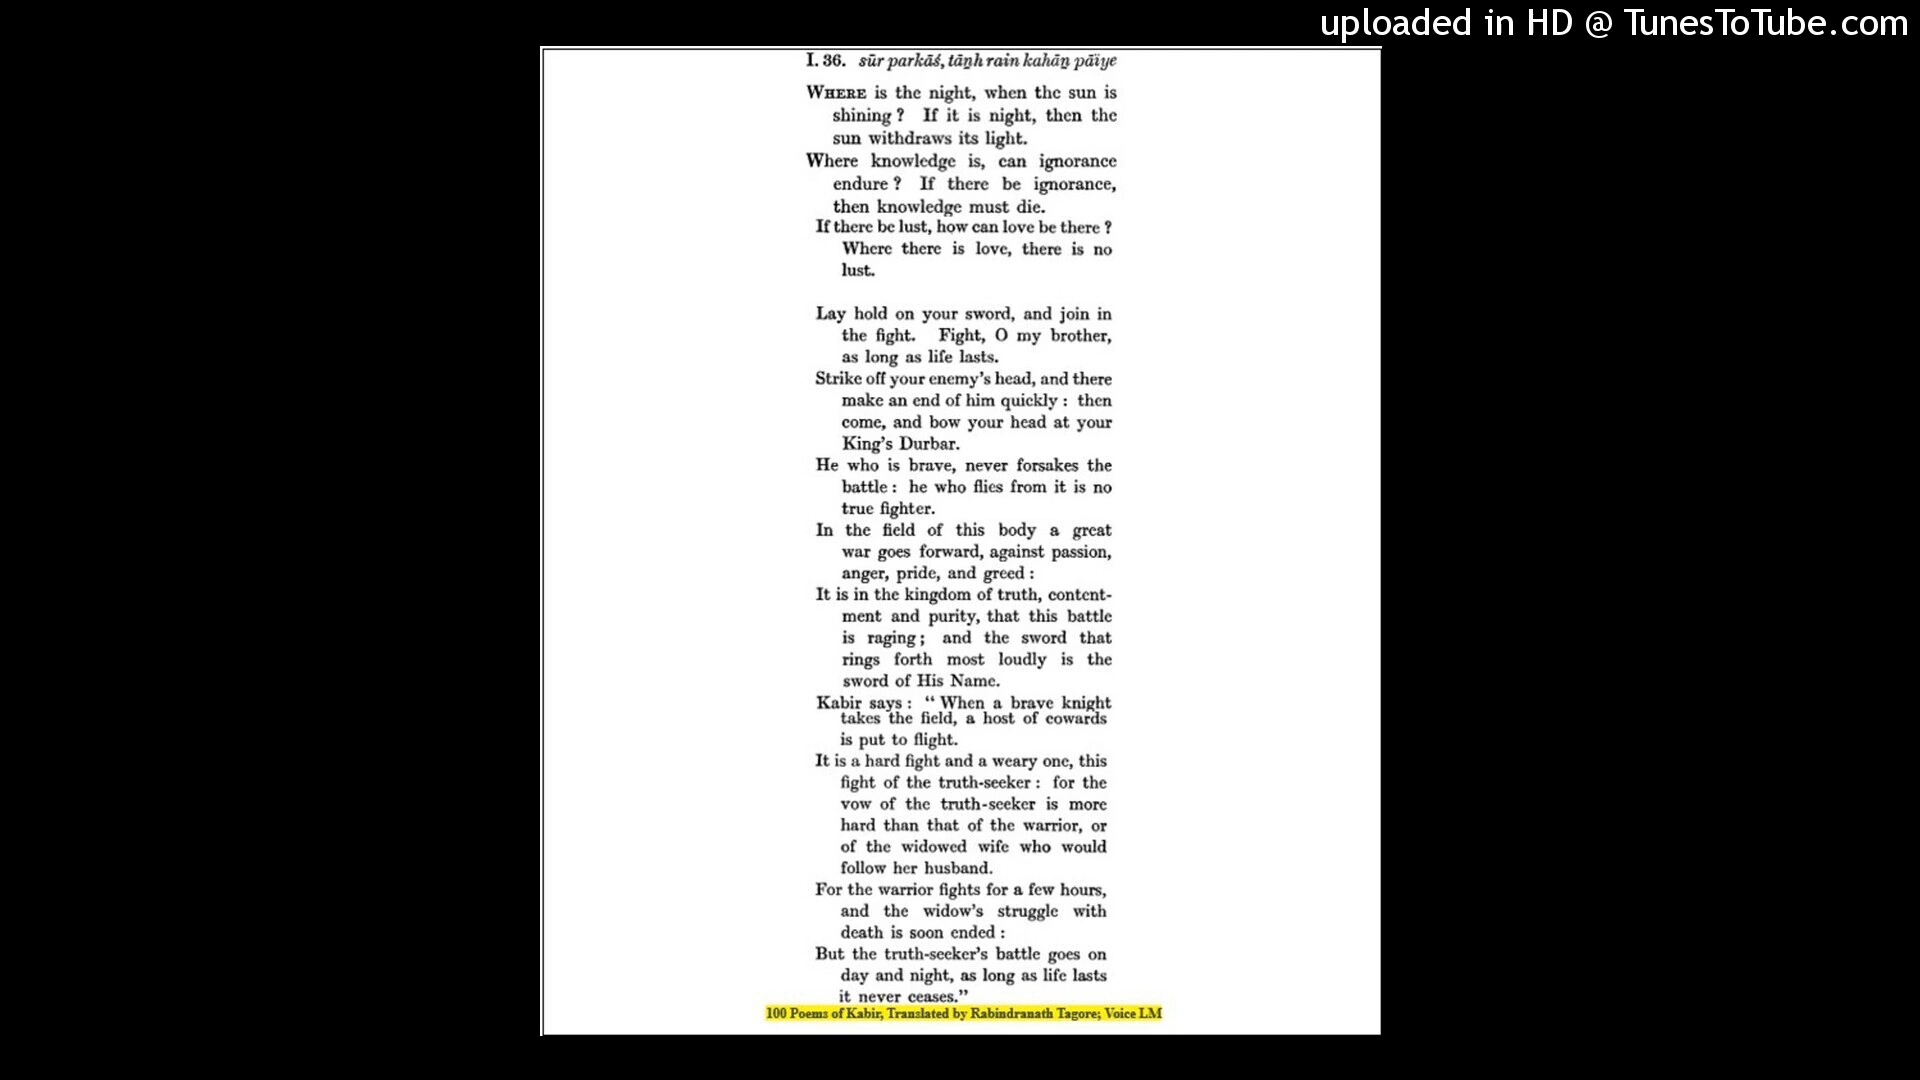 uploaded in HD @ TunesToTube.com
I. 36. sūr parkāś, tāṉh rain kahāṉ pāïye
WHERE is the night, when the sun is
shining ? If it is night, then the
sun withdraws its light.
Where knowledge is, can ignorance
endure ? If there be ignorance,
then knowledge must die.
If there be lust, how can love be there ?
Where there is love, there is no
lust.
Lay hold on your sword, and join in
the fight. Fight, O my brother,
as long as life lasts.
Strike off your enemy's head, and there
make an end of him quickly : then
come, and bow your head at your
King's Durbar.
He who is brave, never forsakes the
battle : he who flies from it is no
true fighter.
In the field of this body a great
war goes forward, against passion,
anger, pride, and greed :
It is in the kingdom of truth, content-
ment and purity, that this battle
is raging ; and the sword that
rings forth most loudly is the
sword of His Name.
Kabir says : “ When a brave knight
takes the field, a host of cowards
is put to flight.
It is a hard fight and a weary one, this
fight of the truth-seeker : for the
vow of the truth-seeker is more
hard than that of the warrior, or
of the widowed wife who would
follow her husband.
For the warrior fights for a few hours,
and the widow's struggle with
death is soon ended :
But the truth-seeker's battle goes on
day and night, as long as life lasts
it never ceases.”
100 Poems of Kabir, Translated by Rabindranath Tagore; Voice LM